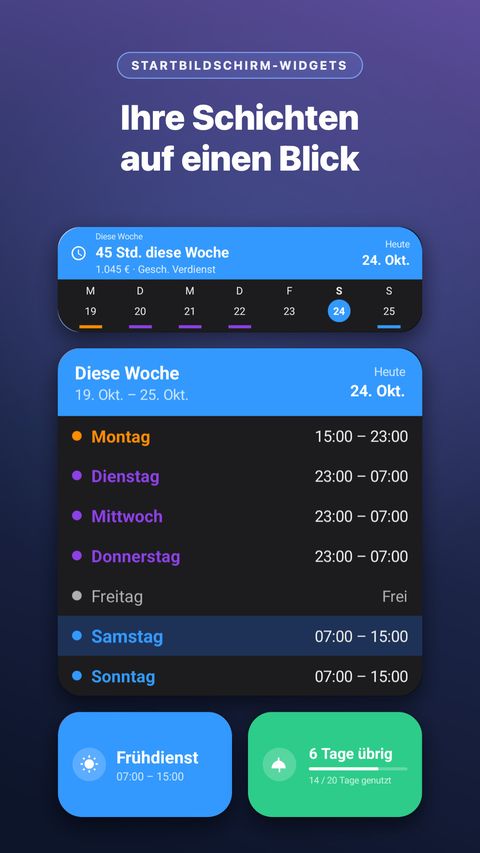 STARTBILDSCHIRM-WIDGETS
Ihre Schichten
auf einen Blick
Diese Woche
45 Std. diese Woche
1.045 € · Gesch. Verdienst
Heute
24. Okt.
M D M D F S S
19 20 21 22 23 24 25
Diese Woche
19. Okt. – 25. Okt.
Heute
24. Okt.
Montag 15:00 – 23:00
Dienstag 23:00 – 07:00
Mittwoch 23:00 – 07:00
Donnerstag 23:00 – 07:00
Freitag Frei
Samstag 07:00 – 15:00
Sonntag 07:00 – 15:00
Frühdienst
07:00 – 15:00
6 Tage übrig
14 / 20 Tage genutzt